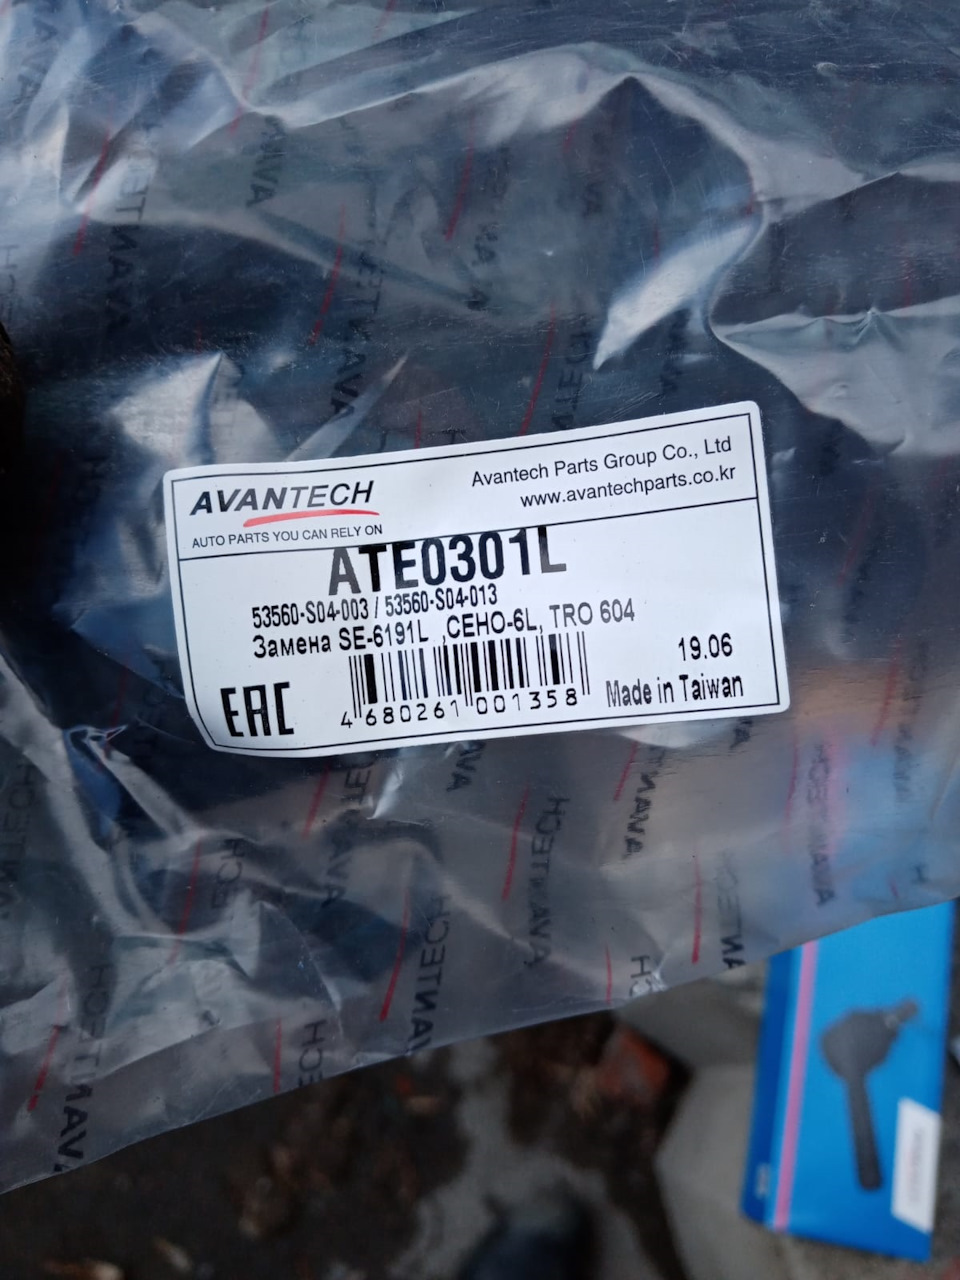 AVANTECH
AUTO PARTS YOU CAN RELY ON
Avantech Parts Group Co., Ltd
www.avantechparts.co.kr
ATE0301L
53560-S04-003 / 53560-S04-013
Замена SE-6191L ,CEHO-6L, TRO 604
19.06
EAC
4 680261 001358
Made in Taiwan